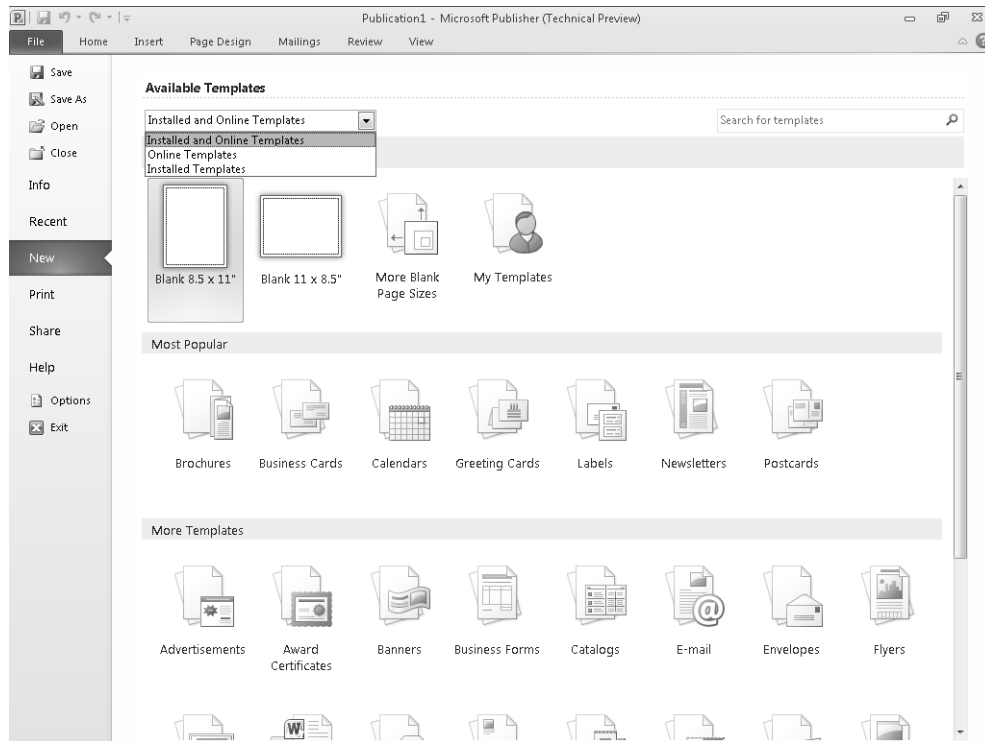 Publication1 - Microsoft Publisher (Technical Preview)
File Home Insert Page Design Mailings Review View
Save
Save As
Open
Close
Info
Recent
New
Print
Share
Help
Options
Exit
Available Templates
Installed and Online Templates
Search for templates
Installed and Online Templates
Online Templates
Installed Templates
Blank 8.5 x 11"
Blank 11 x 8.5"
More Blank
Page Sizes
My Templates
Most Popular
Brochures
Business Cards
Calendars
Greeting Cards
Labels
Newsletters
Postcards
More Templates
Advertisements
Award
Certificates
Banners
Business Forms
Catalogs
E-mail
Envelopes
Flyers